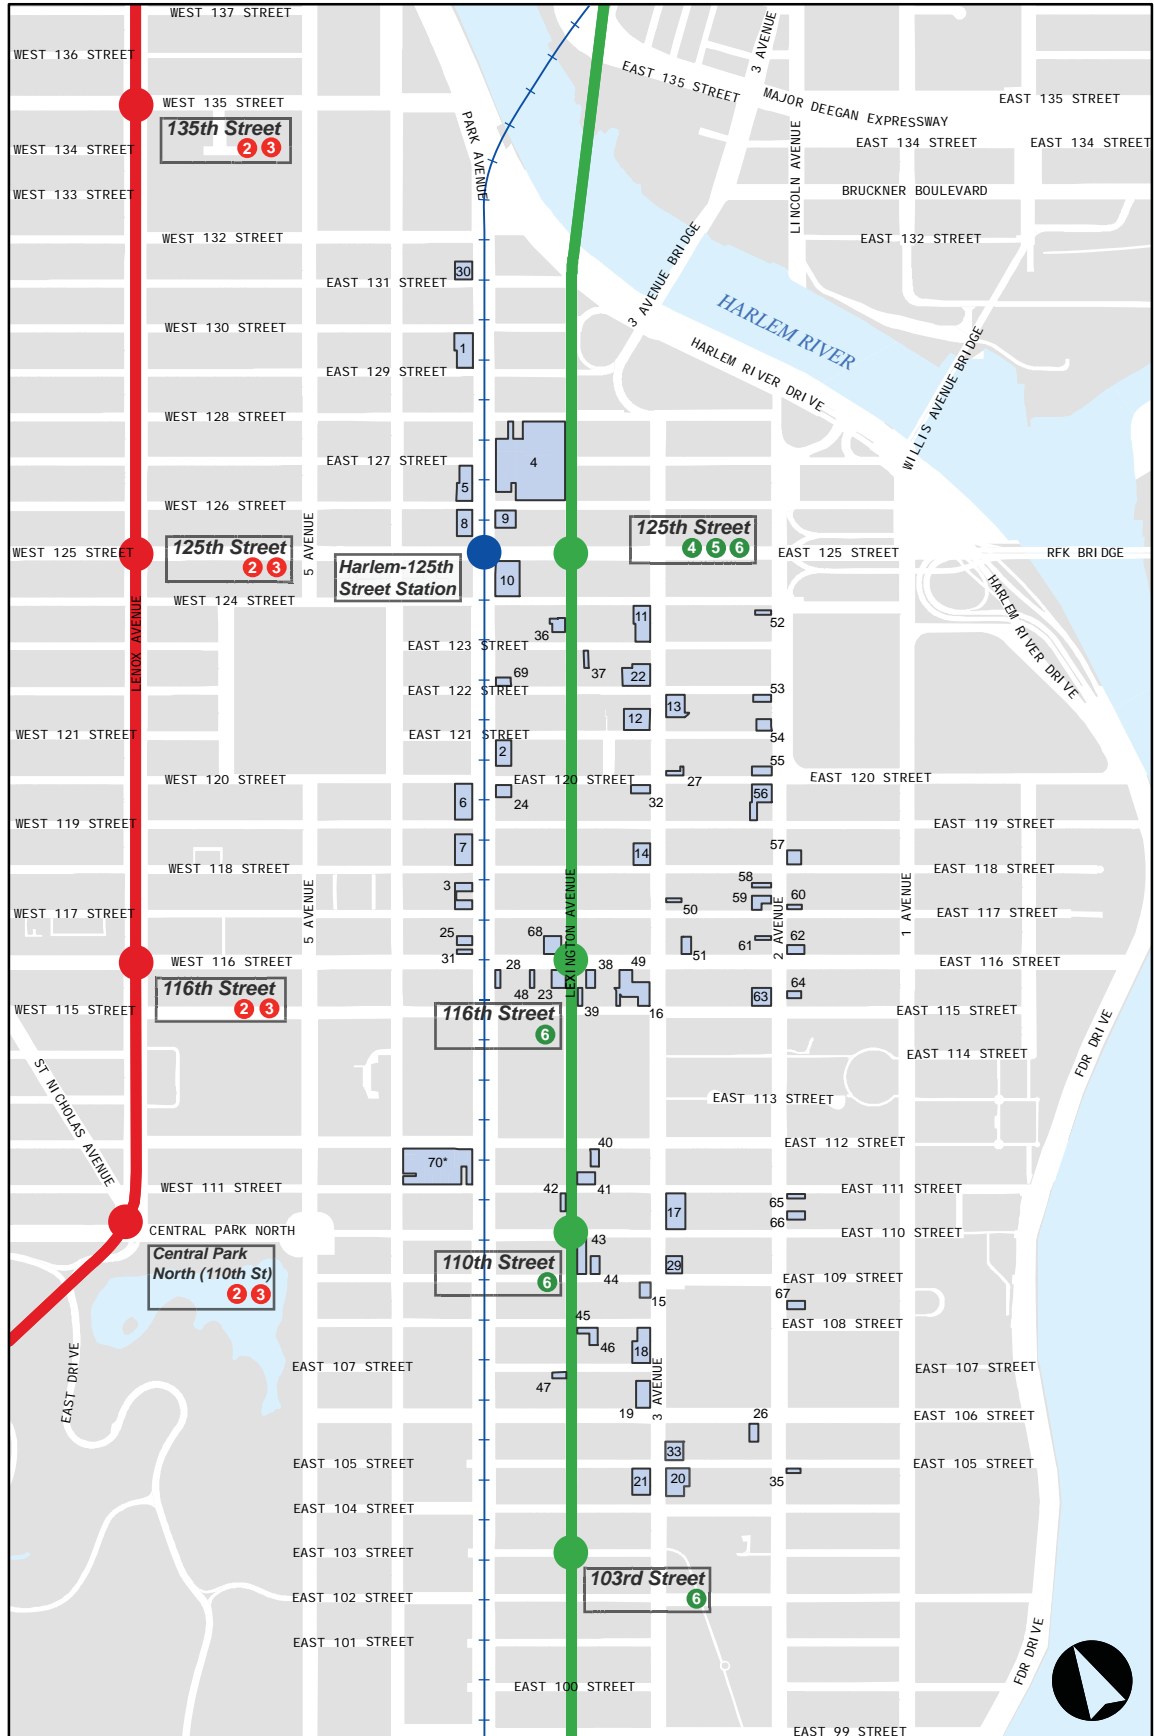 WEST 137 STREET
WEST 136 STREET
3 AVENUE
EAST 135 STREET
MAJOR DEEGAN EXPRESSWAY
EAST 135 STREET
WEST 135 STREET
135th Street
2 3
PARK AVENUE
LINCOLN AVENUE
EAST 134 STREET
EAST 134 STREET
WEST 134 STREET
WEST 133 STREET
BRUCKNER BOULEVARD
WEST 132 STREET
EAST 132 STREET
3 AVENUE BRIDGE
30
EAST 131 STREET
HARLEM RIVER
WEST 130 STREET
1
HARLEM RIVER DRIVE
WILLIS AVENUE BRIDGE
EAST 129 STREET
WEST 128 STREET
EAST 127 STREET
4
5
WEST 126 STREET
8
9
5 AVENUE
125th Street
4 5 6
WEST 125 STREET
125th Street
2 3
Harlem-125th
Street Station
EAST 125 STREET
RFK BRIDGE
10
WEST 124 STREET
HARLEM RIVER DRIVE
LENOX AVENUE
11
52
36
EAST 123 STREET
37
69
22
EAST 122 STREET
53
13
12
WEST 121 STREET
EAST 121 STREET
54
2
55
WEST 120 STREET
EAST 120 STREET
27
EAST 120 STREET
6
24
32
56
WEST 119 STREET
EAST 119 STREET
7
14
57
WEST 118 STREET
EAST 118 STREET
3
58
59
60
5 AVENUE
LEXINGTON AVENUE
2 AVENUE
1 AVENUE
WEST 117 STREET
50
EAST 117 STREET
25
68
61
62
31
51
WEST 116 STREET
EAST 116 STREET
28
48
23
38
49
64
63
116th Street
2 3
39
16
WEST 115 STREET
116th Street
6
EAST 115 STREET
FDR DRIVE
ST NICHOLAS AVENUE
EAST 114 STREET
EAST 113 STREET
40
EAST 112 STREET
70*
WEST 111 STREET
42
41
EAST 111 STREET
65
17
66
CENTRAL PARK NORTH
EAST 110 STREET
43
Central Park
North (110th St)
2 3
110th Street
6
44
29
EAST 109 STREET
15
67
45
EAST 108 STREET
46
18
EAST DRIVE
EAST 107 STREET
EAST 107 STREET
47
3 AVENUE
19
26
EAST 106 STREET
33
EAST 105 STREET
EAST 105 STREET
21
20
35
EAST 104 STREET
EAST 103 STREET
103rd Street
6
EAST 102 STREET
EAST 101 STREET
FDR DRIVE
EAST 100 STREET
EAST 99 STREET